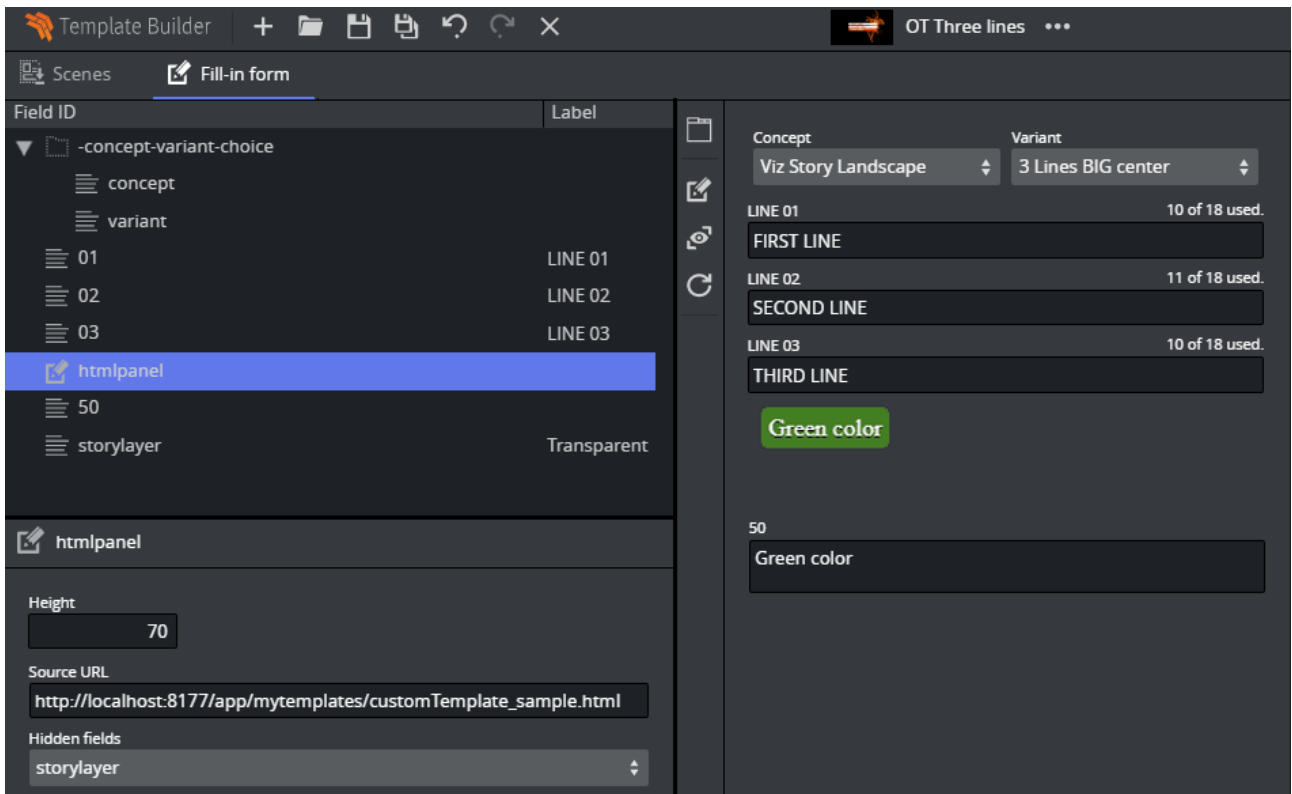 Template Builder
OT Three lines
Scenes
Fill-in form
Field ID Label
-concept-variant-choice
concept
variant
01 LINE 01
02 LINE 02
03 LINE 03
htmlpanel
50
storylayer Transparent
htmlpanel
Height
70
Source URL
http://localhost:8177/app/mytemplates/customTemplate_sample.html
Hidden fields
storylayer
Concept Variant
Viz Story Landscape 3 Lines BIG center
LINE 01 10 of 18 used.
FIRST LINE
LINE 02 11 of 18 used.
SECOND LINE
LINE 03 10 of 18 used.
THIRD LINE
Green color
50
Green color